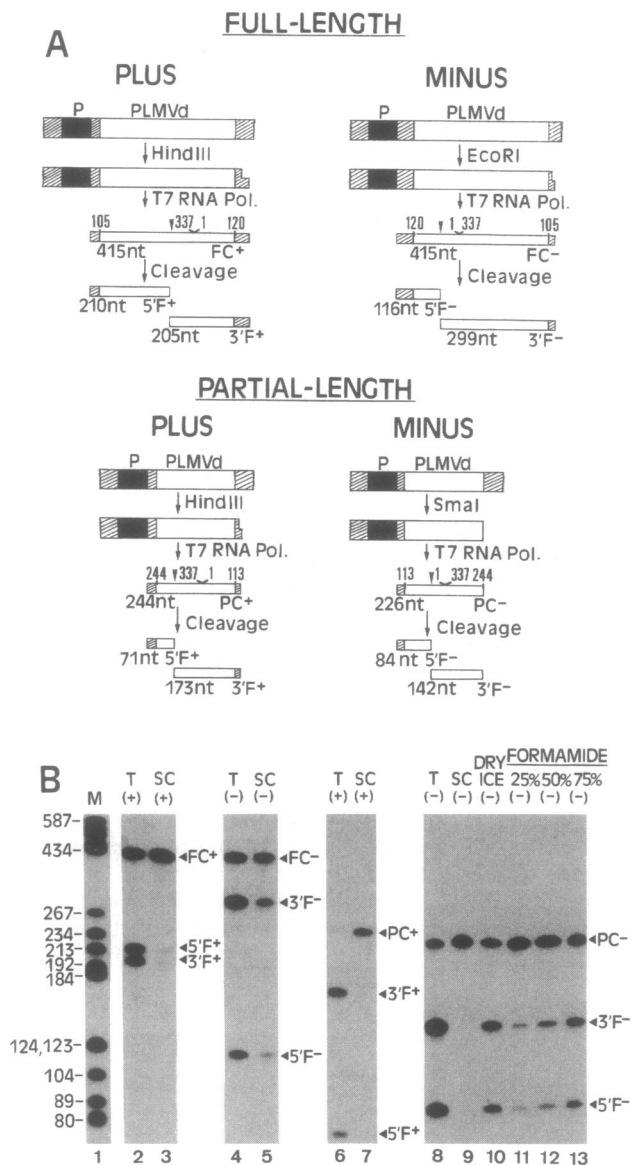 A
FULL-LENGTH
PLUS MINUS
P PLMVd P PLMVd
HindIII EcoRI
T7 RNA Pol. T7 RNA Pol.
105 337 1 120 120 1 337 105
415nt FC+ 415nt FC-
Cleavage Cleavage
210nt 5'F+ 116nt 5'F-
205nt 3'F+ 299nt 3'F-
PARTIAL-LENGTH
PLUS MINUS
P PLMVd P PLMVd
HindIII SmaI
T7 RNA Pol. T7 RNA Pol.
244 337 1 113 113 1 337 244
244nt PC+ 226nt PC-
Cleavage Cleavage
71nt 5'F+ 84nt 5'F-
173nt 3'F+ 142nt 3'F-
B
DRY FORMAMIDE
M T SC T SC T SC T SC ICE 25% 50% 75%
(+) (+) (-) (-) (+) (+) (-) (-) (-) (-) (-) (-)
587-
434- FC+ FC-
267- 3'F-
234- PC+ PC-
213- 5'F+
192- 3'F+
184-
3'F+ 3'F-
124,123- 5'F-
104-
89- 5'F-
80- 5'F+
1 2 3 4 5 6 7 8 9 10 11 12 13